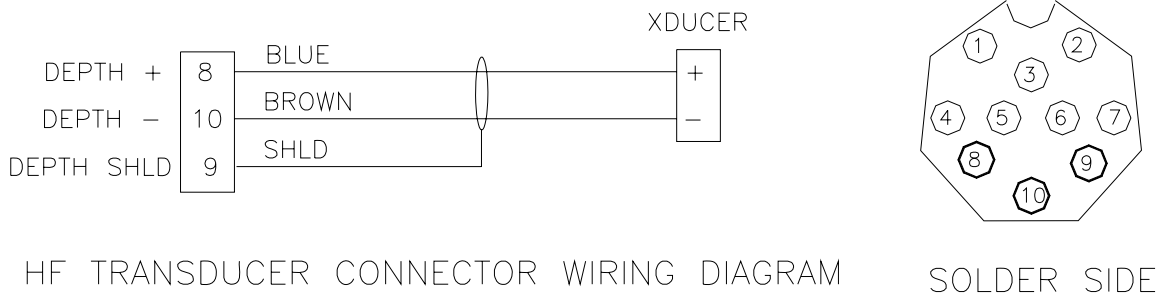 XDUCER
DEPTH + 8 BLUE +
DEPTH - 10 BROWN -
DEPTH SHLD 9 SHLD
1 2
3
4 5 6 7
8 9
10
HF TRANSDUCER CONNECTOR WIRING DIAGRAM
SOLDER SIDE